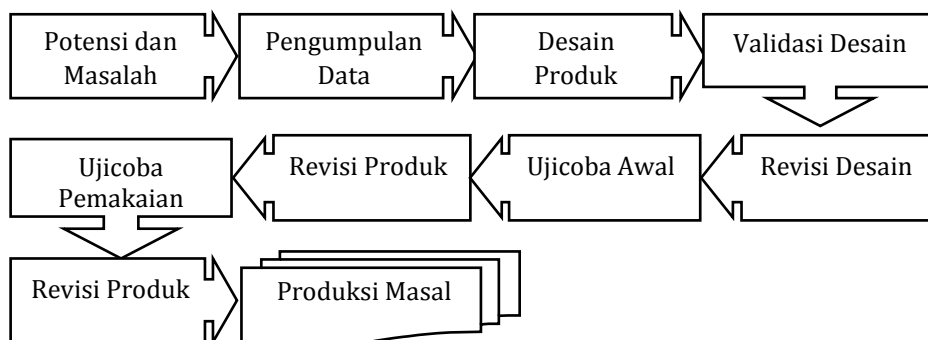 Potensi dan
Masalah
Pengumpulan
Data
Desain
Produk
Validasi Desain
Revisi Desain
Ujicoba Awal
Revisi Produk
Ujicoba
Pemakaian
Revisi Produk
Produksi Masal